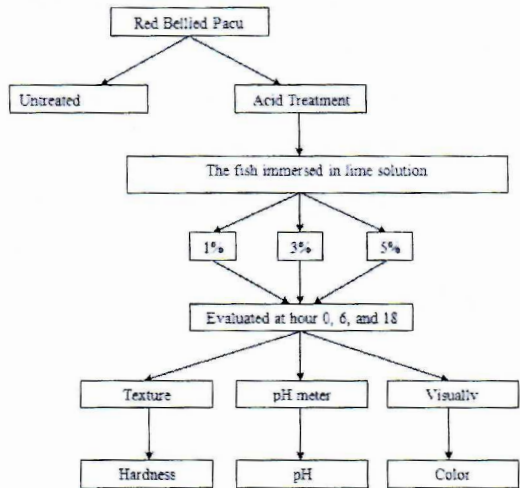 Red Bellied Pacu
Untreated
Acid Treatment
The fish immersed in lime solution
1%
3%
5%
Evaluated at hour 0, 6, and 18
Texture
pH meter
Visually
Hardness
pH
Color